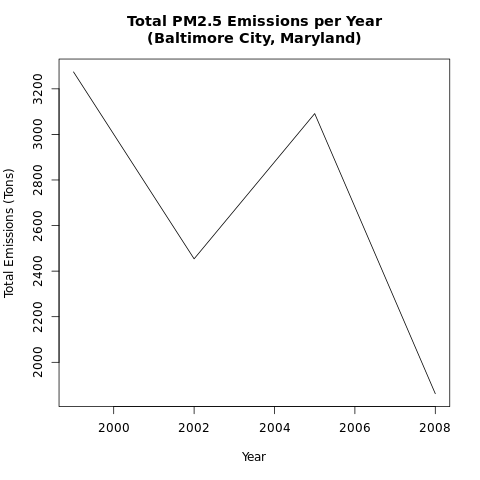 Total PM2.5 Emissions per Year
(Baltimore City, Maryland)
Total Emissions (Tons)
3200
3000
2800
2600
2400
2200
2000
2000 2002 2004 2006 2008
Year